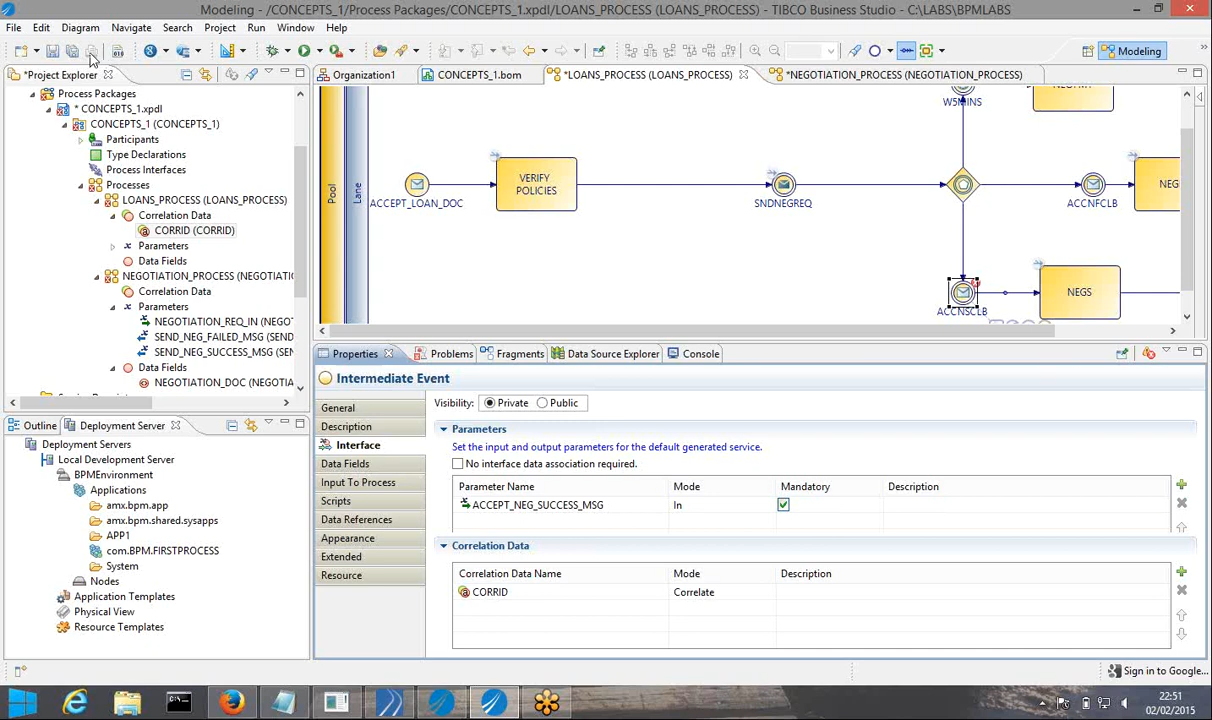 Modeling - /CONCEPTS_1/Process Packages/CONCEPTS_1.xpdl/LOANS_PROCESS (LOANS_PROCESS) - TIBCO Business Studio - C:\LABS\BPMLABS
File Edit Diagram Navigate Search Project Run Window Help
Modeling
*Project Explorer
Organization1
CONCEPTS_1.bom
*LOANS_PROCESS (LOANS_PROCESS)
*NEGOTIATION_PROCESS (NEGOTIATION_PROCESS)
Process Packages
* CONCEPTS_1.xpdl
CONCEPTS_1 (CONCEPTS_1)
Participants
Type Declarations
Process Interfaces
Processes
LOANS_PROCESS (LOANS_PROCESS)
Correlation Data
CORRID (CORRID)
Parameters
Data Fields
NEGOTIATION_PROCESS (NEGOTIATI
Correlation Data
Parameters
NEGOTIATION_REQ_IN (NEGOT
SEND_NEG_FAILED_MSG (SEND
SEND_NEG_SUCCESS_MSG (SEN
Data Fields
NEGOTIATION_DOC (NEGOTIA
Pool
Lane
ACCEPT_LOAN_DOC
VERIFY
POLICIES
SNDNEGREQ
W5MINS
ACCNFCLB
NEG
ACCNSCLB
NEGS
Outline
Deployment Server
Deployment Servers
Local Development Server
BPMEnvironment
Applications
amx.bpm.app
amx.bpm.shared.sysapps
APP1
com.BPM.FIRSTPROCESS
System
Nodes
Application Templates
Physical View
Resource Templates
Properties
Problems
Fragments
Data Source Explorer
Console
Intermediate Event
General
Description
Interface
Data Fields
Input To Process
Scripts
Data References
Appearance
Extended
Resource
Visibility: Private Public
Parameters
Set the input and output parameters for the default generated service.
No interface data association required.
Parameter Name Mode Mandatory Description
ACCEPT_NEG_SUCCESS_MSG In
Correlation Data
Correlation Data Name Mode Description
CORRID Correlate
Sign in to Google...
22:51
02/02/2015